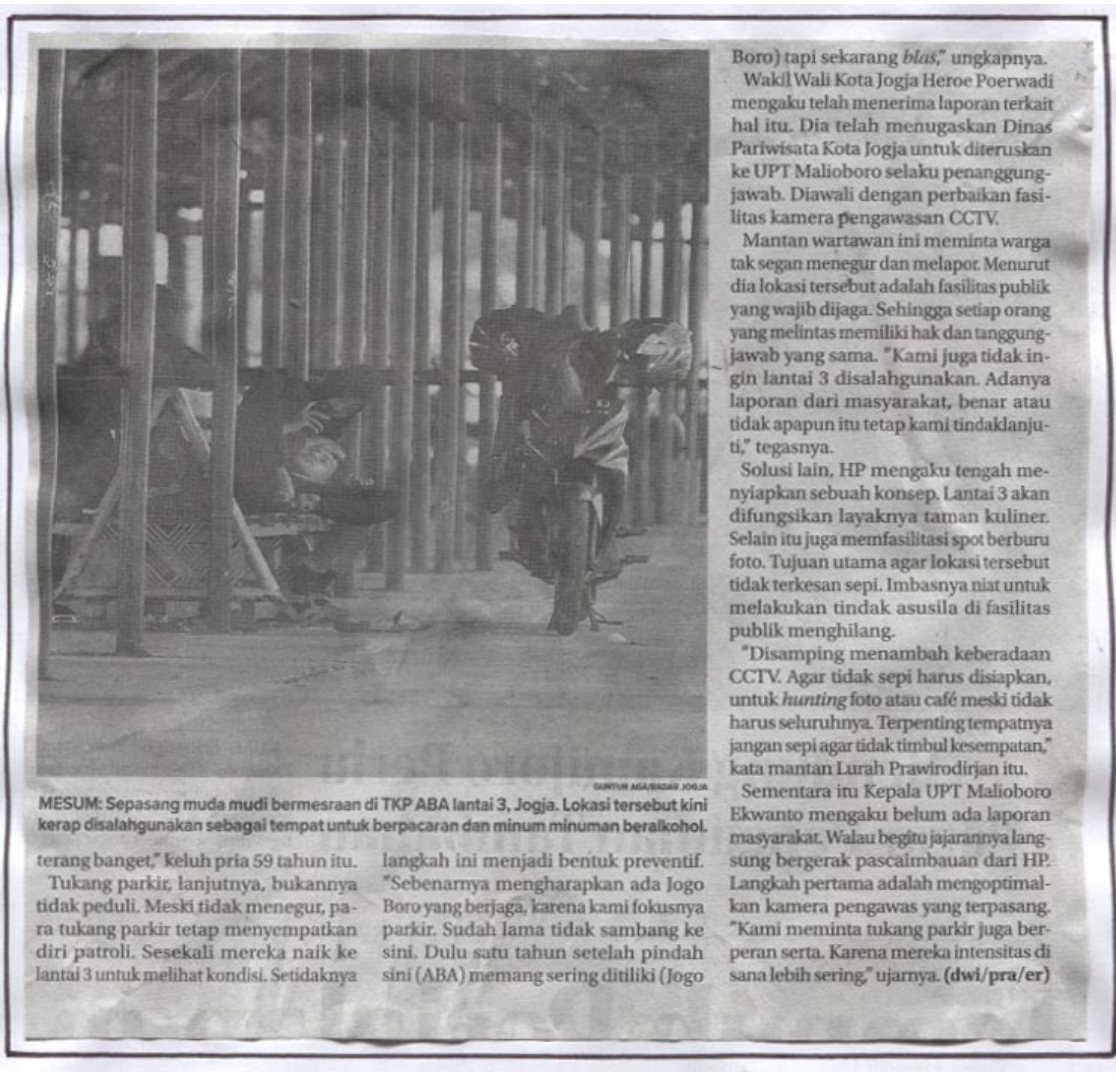 GUNTUR AGA/RADAR JOGJA
MESUM: Sepasang muda mudi bermesraan di TKP ABA lantai 3, Jogja. Lokasi tersebut kini
kerap disalahgunakan sebagai tempat untuk berpacaran dan minum minuman beralkohol.
terang banget," keluh pria 59 tahun itu.
Tukang parkir, lanjutnya, bukannya
tidak peduli. Meski tidak menegur, pa-
ra tukang parkir tetap menyempatkan
diri patroli. Sesekali mereka naik ke
lantai 3 untuk melihat kondisi. Setidaknya
langkah ini menjadi bentuk preventif.
"Sebenarnya mengharapkan ada Jogo
Boro yang berjaga, karena kami fokusnya
parkir. Sudah lama tidak sambang ke
sini. Dulu satu tahun setelah pindah
sini (ABA) memang sering ditiliki (Jogo
Boro) tapi sekarang blas," ungkapnya.
Wakil Wali Kota Jogja Heroe Poerwadi
mengaku telah menerima laporan terkait
hal itu. Dia telah menugaskan Dinas
Pariwisata Kota Jogja untuk diteruskan
ke UPT Malioboro selaku penanggung-
jawab. Diawali dengan perbaikan fasi-
litas kamera pengawasan CCTV.
Mantan wartawan ini meminta warga
tak segan menegur dan melapor. Menurut
dia lokasi tersebut adalah fasilitas publik
yang wajib dijaga. Sehingga setiap orang
yang melintas memiliki hak dan tanggung-
jawab yang sama. "Kami juga tidak in-
gin lantai 3 disalahgunakan. Adanya
laporan dari masyarakat, benar atau
tidak apapun itu tetap kami tindaklanju-
ti," tegasnya.
Solusi lain, HP mengaku tengah me-
nyiapkan sebuah konsep. Lantai 3 akan
difungsikan layaknya taman kuliner.
Selain itu juga memfasilitasi spot berburu
foto. Tujuan utama agar lokasi tersebut
tidak terkesan sepi. Imbasnya niat untuk
melakukan tindak asusila di fasilitas
publik menghilang.
"Disamping menambah keberadaan
CCTV. Agar tidak sepi harus disiapkan,
untuk hunting foto atau café meski tidak
harus seluruhnya. Terpenting tempatnya
jangan sepi agar tidak timbul kesempatan,"
kata mantan Lurah Prawirodirjan itu.
Sementara itu Kepala UPT Malioboro
Ekwanto mengaku belum ada laporan
masyarakat. Walau begitu jajarannya lang-
sung bergerak pascaimbauan dari HP.
Langkah pertama adalah mengoptimal-
kan kamera pengawas yang terpasang.
"Kami meminta tukang parkir juga ber-
peran serta. Karena mereka intensitas di
sana lebih sering," ujarnya. (dwi/pra/er)